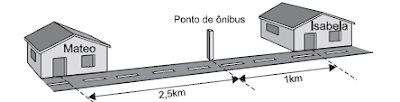 Ponto de ônibus
Isabela
Mateo
2,5km
1km